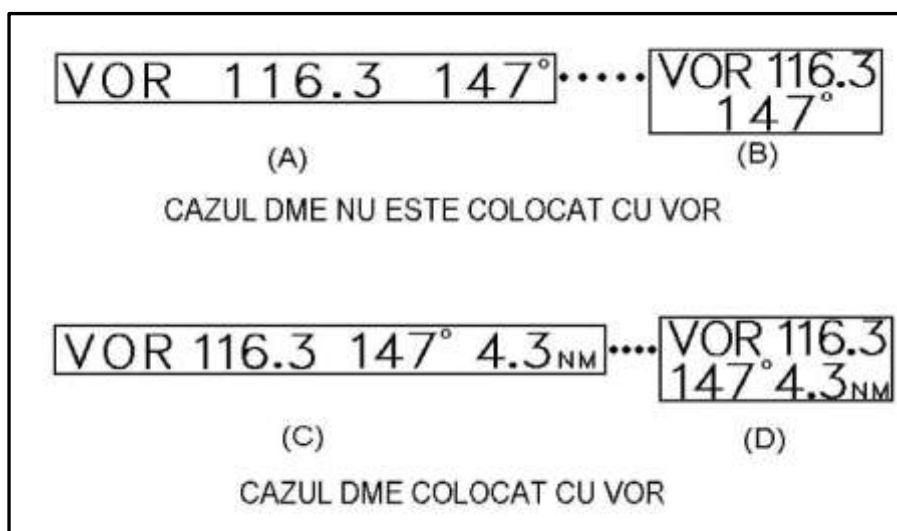 VOR 116.3 147° ..... VOR 116.3
147°
(A) (B)
CAZUL DME NU ESTE COLOCAT CU VOR
VOR 116.3 147° 4.3NM .... VOR 116.3
147° 4.3NM
(C) (D)
CAZUL DME COLOCAT CU VOR